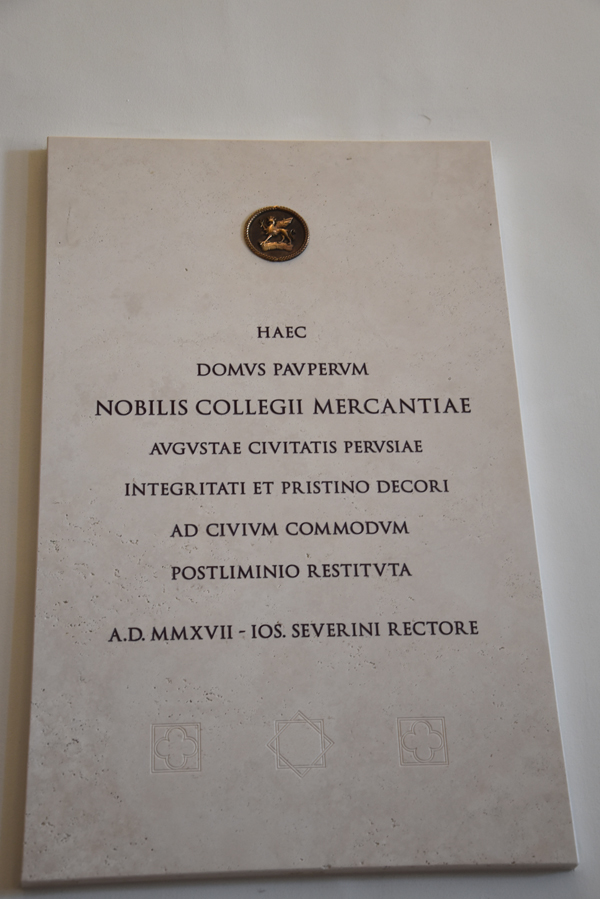 HAEC
DOMVS PAVPERVM
NOBILIS COLLEGII MERCANTIAE
AVGVSTAE CIVITATIS PERVSIAE
INTEGRITATI ET PRISTINO DECORI
AD CIVIVM COMMODVM
POSTLIMINIO RESTITVTA
A.D. MMXVII - IOS. SEVERINI RECTORE